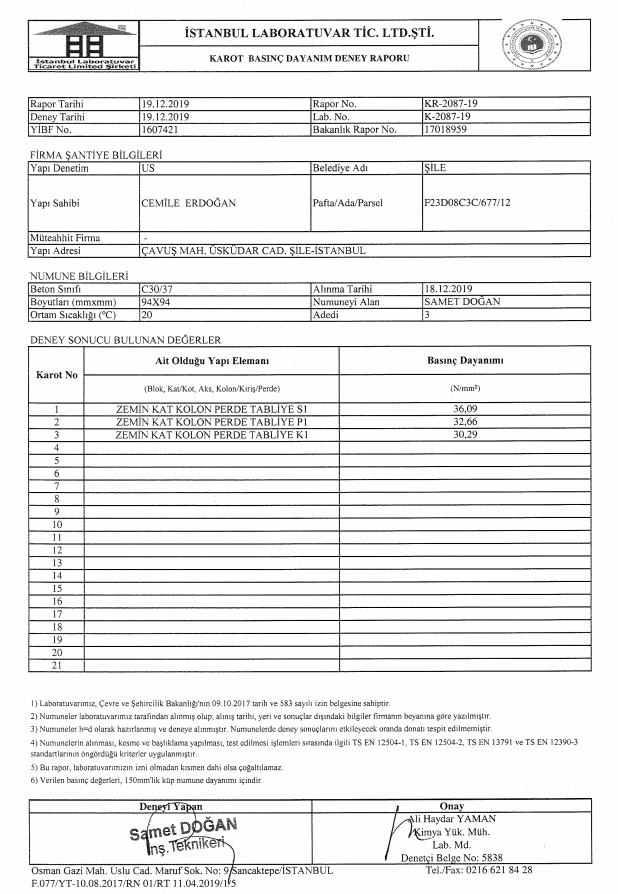 İstanbul Laboratuvar
Ticaret Limited Şirketi
İSTANBUL LABORATUVAR TİC. LTD.ŞTİ.
KAROT BASINÇ DAYANIM DENEY RAPORU
Rapor Tarihi 19.12.2019 Rapor No. KR-2087-19
Deney Tarihi 19.12.2019 Lab. No. K-2087-19
YİBF No. 1607421 Bakanlık Rapor No. 17018959
FİRMA ŞANTİYE BİLGİLERİ
Yapı Denetim US Belediye Adı ŞİLE
Yapı Sahibi CEMİLE ERDOĞAN Pafta/Ada/Parsel F23D08C3C/677/12
Müteahhit Firma -
Yapı Adresi ÇAVUŞ MAH. ÜSKÜDAR CAD. ŞİLE-İSTANBUL
NUMUNE BİLGİLERİ
Beton Sınıfı C30/37 Alınma Tarihi 18.12.2019
Boyutları (mmxmm) 94X94 Numuneyi Alan SAMET DOĞAN
Ortam Sıcaklığı (°C) 20 Adedi 3
DENEY SONUCU BULUNAN DEĞERLER
Karot No Ait Olduğu Yapı Elemanı Basınç Dayanımı
(Blok, Kat/Kot, Aks, Kolon/Kiriş/Perde) (N/mm²)
1 ZEMİN KAT KOLON PERDE TABLİYE S1 36,09
2 ZEMİN KAT KOLON PERDE TABLİYE P1 32,66
3 ZEMİN KAT KOLON PERDE TABLİYE K1 30,29
4
5
6
7
8
9
10
11
12
13
14
15
16
17
18
19
20
21
1) Laboratuvarımız, Çevre ve Şehircilik Bakanlığı'nın 09.10.2017 tarih ve 583 sayılı izin belgesine sahiptir.
2) Numuneler laboratuvarımız tarafından alınmış olup; alınış tarihi, yeri ve sonuçlar dışındaki bilgiler firmanın beyanına göre yazılmıştır.
3) Numuneler h=d olarak hazırlanmış ve deneye alınmıştır. Numunelerde deney sonuçlarını etkileyecek oranda donatı tespit edilmemiştir.
4) Numunelerin alınması, kesme ve başlıklama yapılması, test edilmesi işlemleri sırasında ilgili TS EN 12504-1, TS EN 12504-2, TS EN 13791 ve TS EN 12390-3
standartlarının öngördüğü kriterler uygulanmıştır.
5) Bu rapor, laboratuvarımızın izni olmadan kısmen dahi olsa çoğaltılamaz.
6) Verilen basınç değerleri, 150mm'lik küp numune dayanımı içindir.
Deneyi Yapan Onay
Samet DOĞAN
İnş.Teknikeri
Ali Haydar YAMAN
Kimya Yük. Müh.
Lab. Md.
Denetçi Belge No: 5838
Osman Gazi Mah. Uslu Cad. Maruf Sok. No: 9 Sancaktepe/İSTANBUL Tel./Fax: 0216 621 84 28
F.077/YT-10.08.2017/RN 01/RT 11.04.2019/1-5